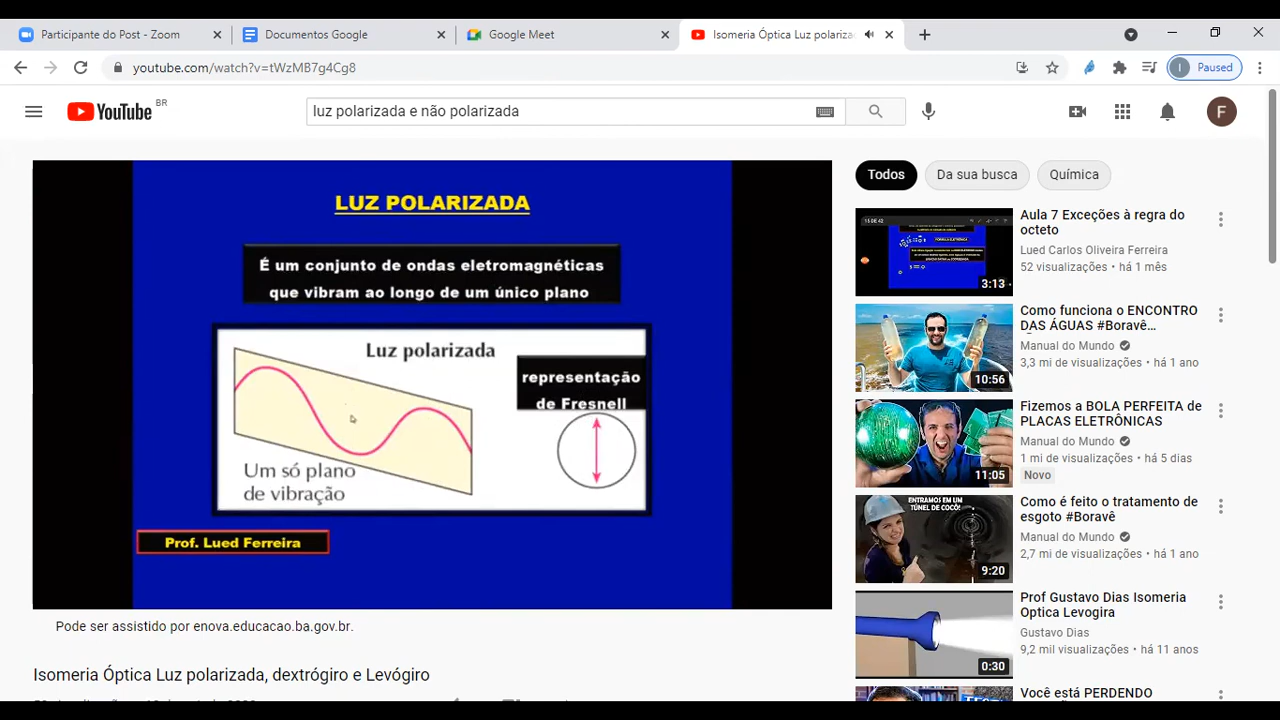 Participante do Post - Zoom
Documentos Google
Google Meet
Isomeria Óptica Luz polariza
youtube.com/watch?v=tWzMB7g4Cg8
Paused
YouTube BR
luz polarizada e não polarizada
F
LUZ POLARIZADA
É um conjunto de ondas eletromagnéticas
que vibram ao longo de um único plano
Luz polarizada
representação
de Fresnell
Um só plano
de vibração
Prof. Lued Ferreira
Pode ser assistido por enova.educacao.ba.gov.br.
Isomeria Óptica Luz polarizada, dextrógiro e Levógiro
Todos
Da sua busca
Química
3:13
Aula 7 Exceções à regra do
octeto
Lued Carlos Oliveira Ferreira
52 visualizações • há 1 mês
10:56
Como funciona o ENCONTRO
DAS ÁGUAS #Boravê...
Manual do Mundo
3,3 mi de visualizações • há 1 ano
11:05
Fizemos a BOLA PERFEITA de
PLACAS ELETRÔNICAS
Manual do Mundo
1 mi de visualizações • há 5 dias
Novo
ENTRAMOS EM UM
TÚNEL DE COCÔ!
9:20
Como é feito o tratamento de
esgoto #Boravê
Manual do Mundo
2,7 mi de visualizações • há 1 ano
0:30
Prof Gustavo Dias Isomeria
Optica Levogira
Gustavo Dias
9,2 mil visualizações • há 11 anos
Você está PERDENDO